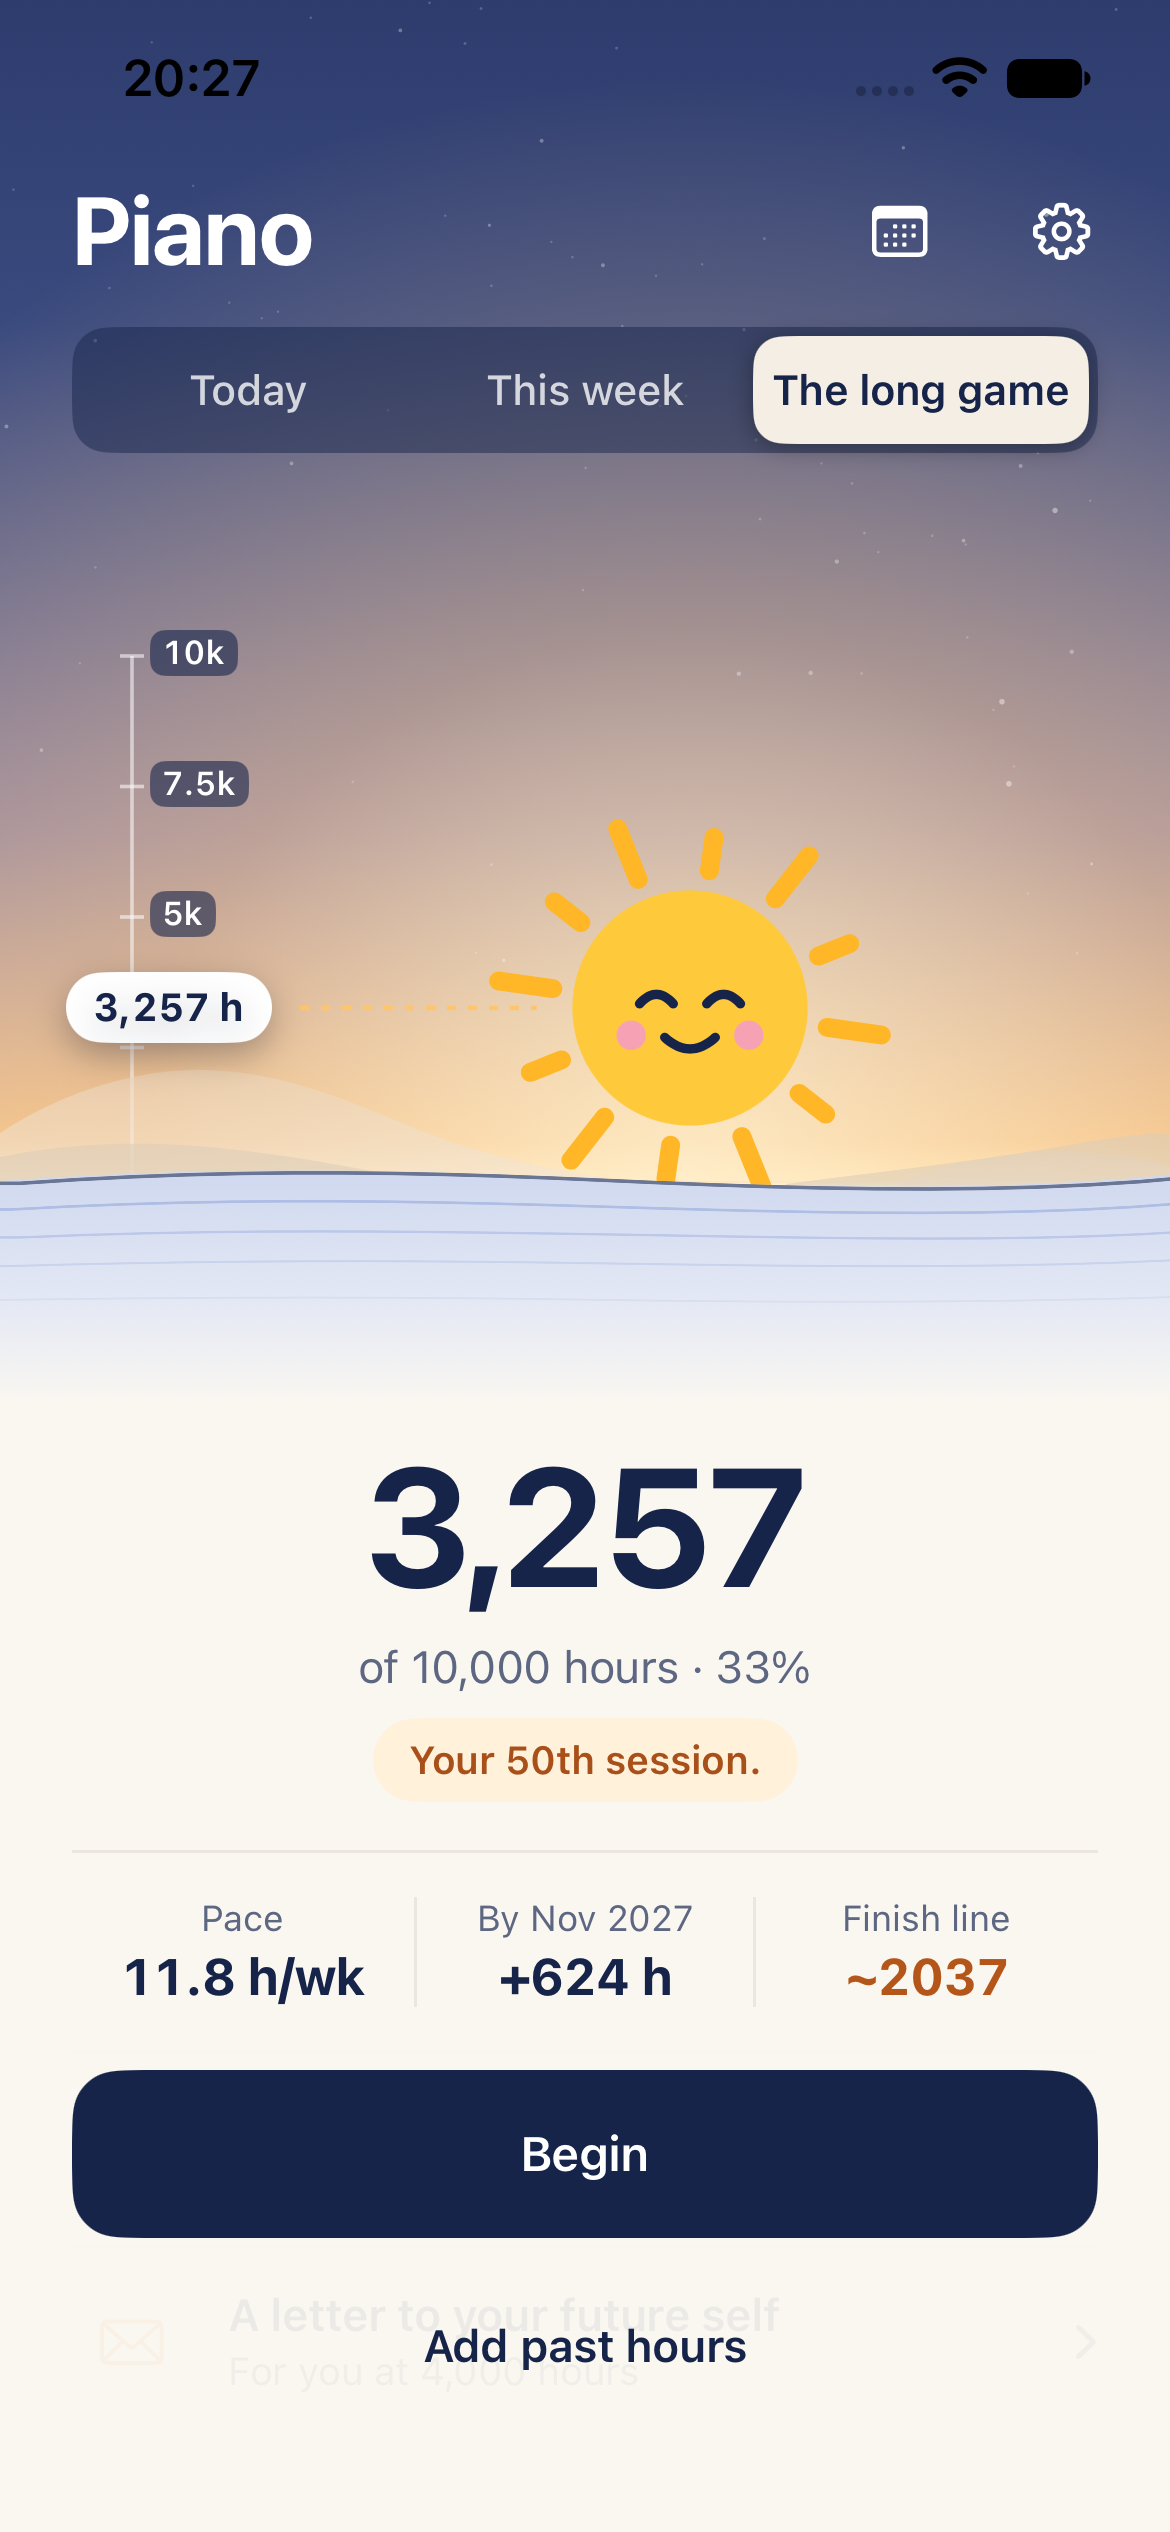 20:27
Piano
Today
This week
The long game
10k
7.5k
5k
3,257 h
3,257
of 10,000 hours · 33%
Your 50th session.
Pace
11.8 h/wk
By Nov 2027
+624 h
Finish line
~2037
Begin
A letter to your future self
Add past hours
For you at 4,000 hours